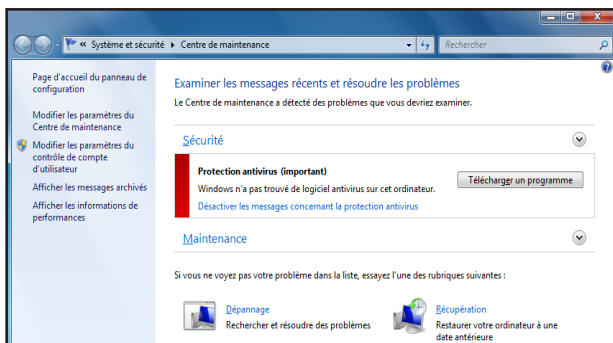 « Système et sécurité ▸ Centre de maintenance
Rechercher
Page d'accueil du panneau de
configuration
Modifier les paramètres du
Centre de maintenance
Modifier les paramètres du
contrôle de compte
d'utilisateur
Afficher les messages archivés
Afficher les informations de
performances
Examiner les messages récents et résoudre les problèmes
Le Centre de maintenance a détecté des problèmes que vous devriez examiner.
Sécurité
Protection antivirus (important)
Windows n'a pas trouvé de logiciel antivirus sur cet ordinateur.
Télécharger un programme
Désactiver les messages concernant la protection antivirus
Maintenance
Si vous ne voyez pas votre problème dans la liste, essayez l'une des rubriques suivantes :
Dépannage
Rechercher et résoudre des problèmes
Récupération
Restaurer votre ordinateur à une
date antérieure